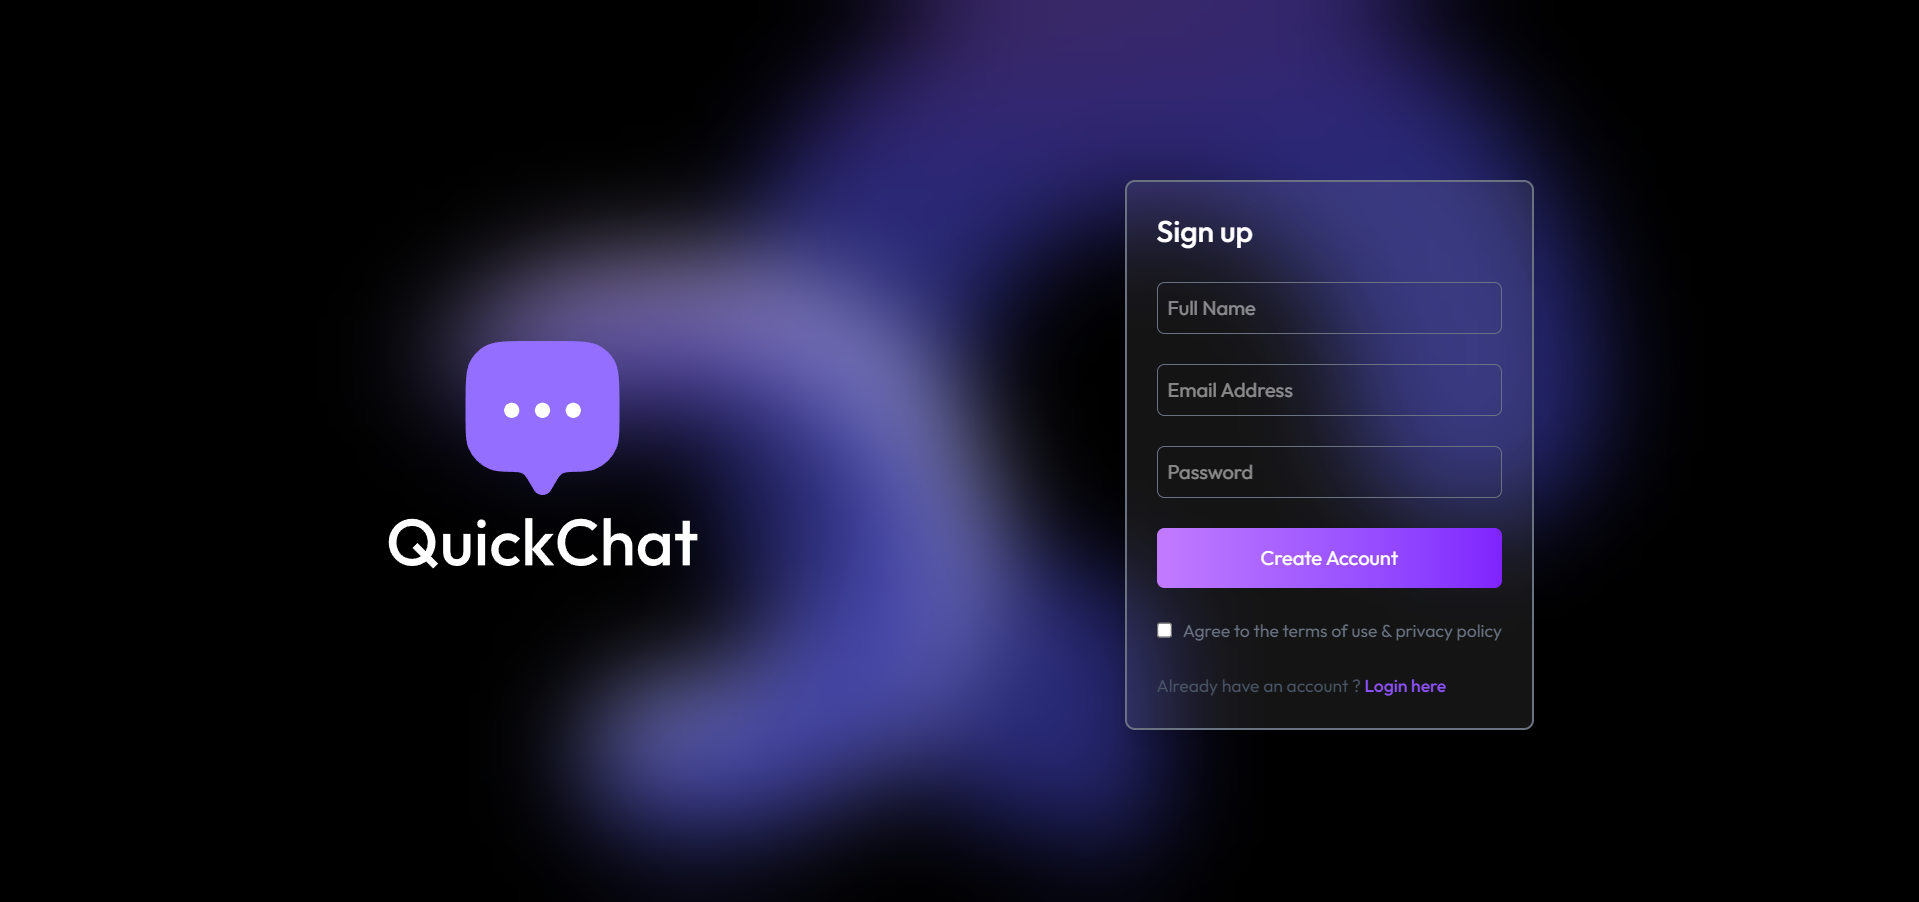 QuickChat
Sign up
Full Name
Email Address
Password
Create Account
Agree to the terms of use & privacy policy
Already have an account ? Login here